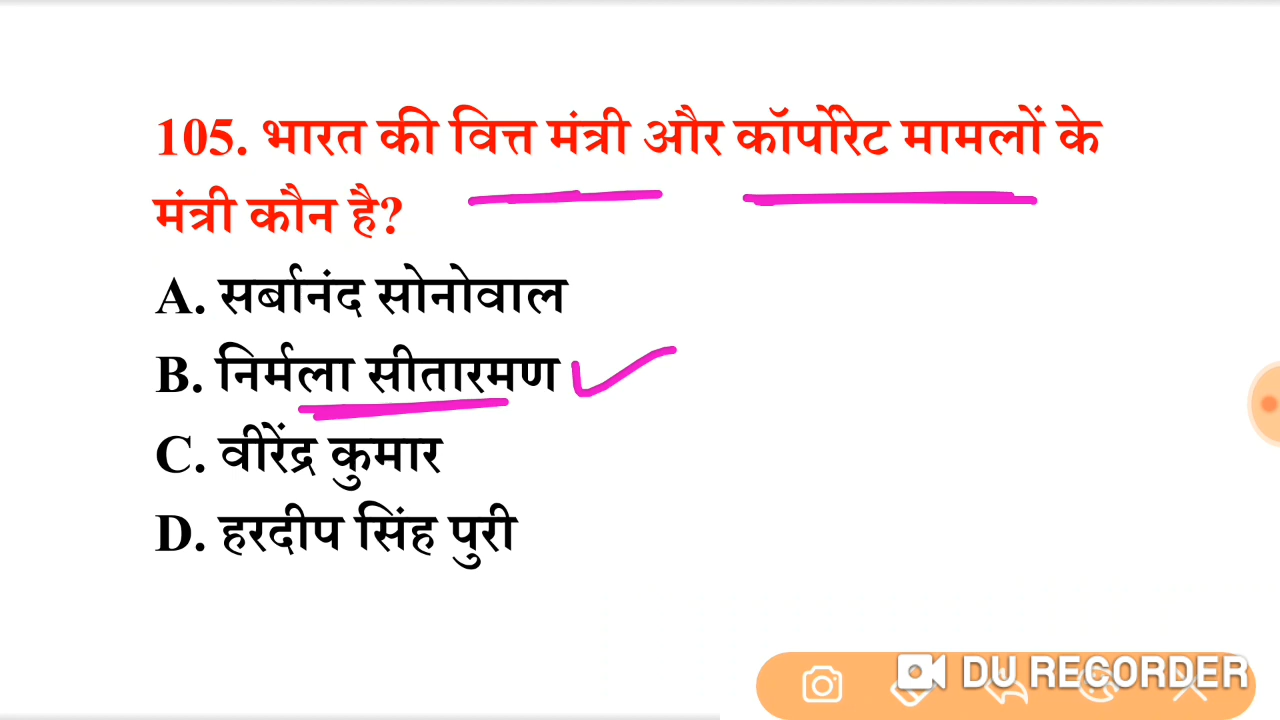 105. भारत की वित्त मंत्री और कॉर्पोरेट मामलों के
मंत्री कौन है?
A. सर्बानंद सोनोवाल
B. निर्मला सीतारमण
C. वीरेंद्र कुमार
D. हरदीप सिंह पुरी
DU RECORDER